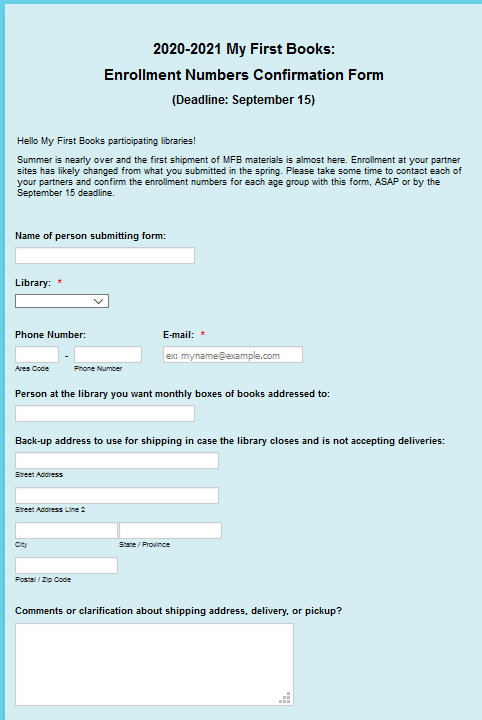 2020-2021 My First Books:
Enrollment Numbers Confirmation Form
(Deadline: September 15)
Hello My First Books participating libraries!
Summer is nearly over and the first shipment of MFB materials is almost here. Enrollment at your partner
sites has likely changed from what you submitted in the spring. Please take some time to contact each of
your partners and confirm the enrollment numbers for each age group with this form, ASAP or by the
September 15 deadline.
Name of person submitting form:
Library: *
Phone Number: E-mail: *
- ex: myname@example.com
Area Code Phone Number
Person at the library you want monthly boxes of books addressed to:
Back-up address to use for shipping in case the library closes and is not accepting deliveries:
Street Address
Street Address Line 2
City State / Province
Postal / Zip Code
Comments or clarification about shipping address, delivery, or pickup?